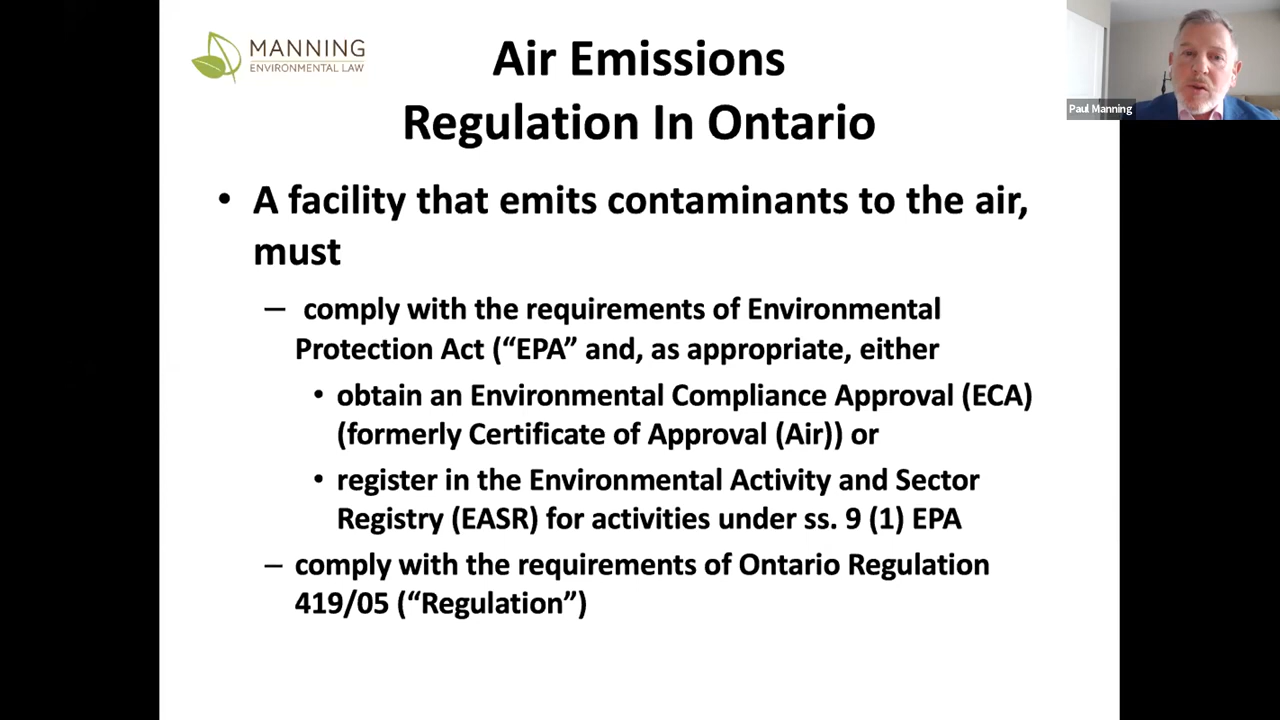 MANNING
ENVIRONMENTAL LAW
Air Emissions
Regulation In Ontario
Paul Manning
• A facility that emits contaminants to the air,
must
– comply with the requirements of Environmental
Protection Act (“EPA” and, as appropriate, either
• obtain an Environmental Compliance Approval (ECA)
(formerly Certificate of Approval (Air)) or
• register in the Environmental Activity and Sector
Registry (EASR) for activities under ss. 9 (1) EPA
– comply with the requirements of Ontario Regulation
419/05 (“Regulation”)